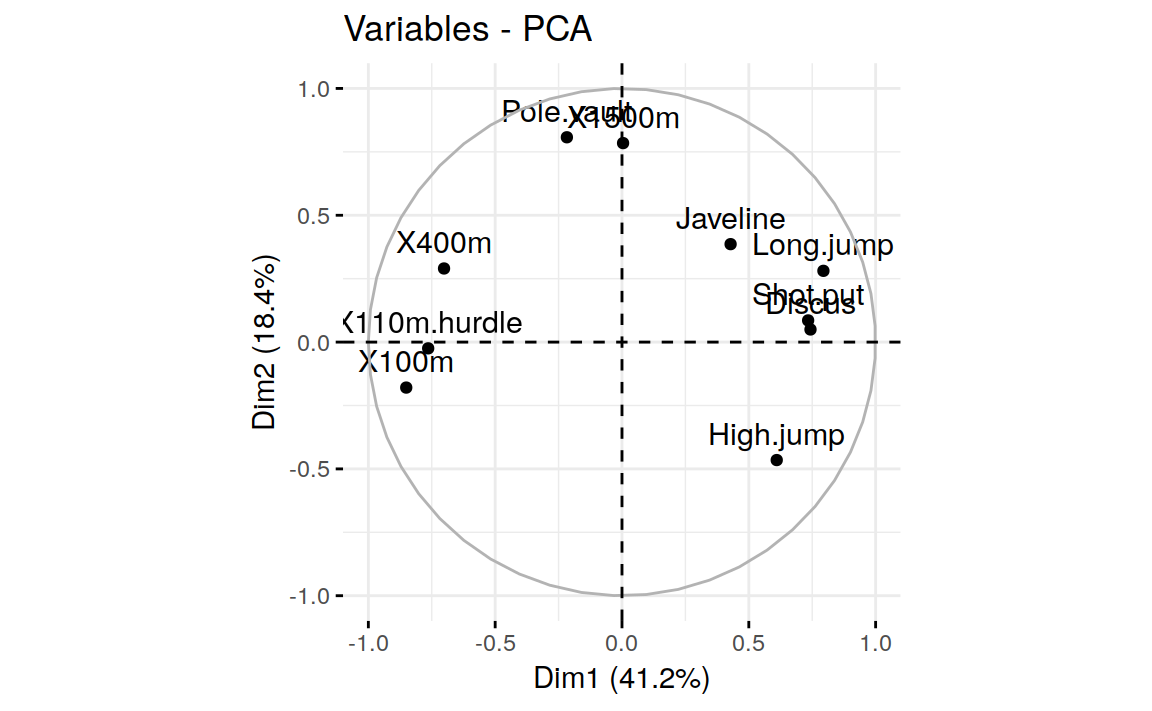 Variables - PCA
1.0
Pole.vault
X1500m
0.5
Javeline
X400m
Long.jump
Shot.put
Discus
X110m.hurdle
0.0
X100m
High.jump
-0.5
-1.0
-1.0 -0.5 0.0 0.5 1.0
Dim1 (41.2%)
Dim2 (18.4%)